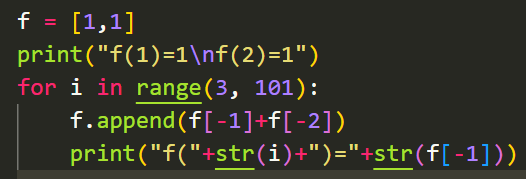 f = [1,1]
print("f(1)=1\nf(2)=1")
for i in range(3, 101):
    f.append(f[-1]+f[-2])
    print("f("+str(i)+")="+str(f[-1]))